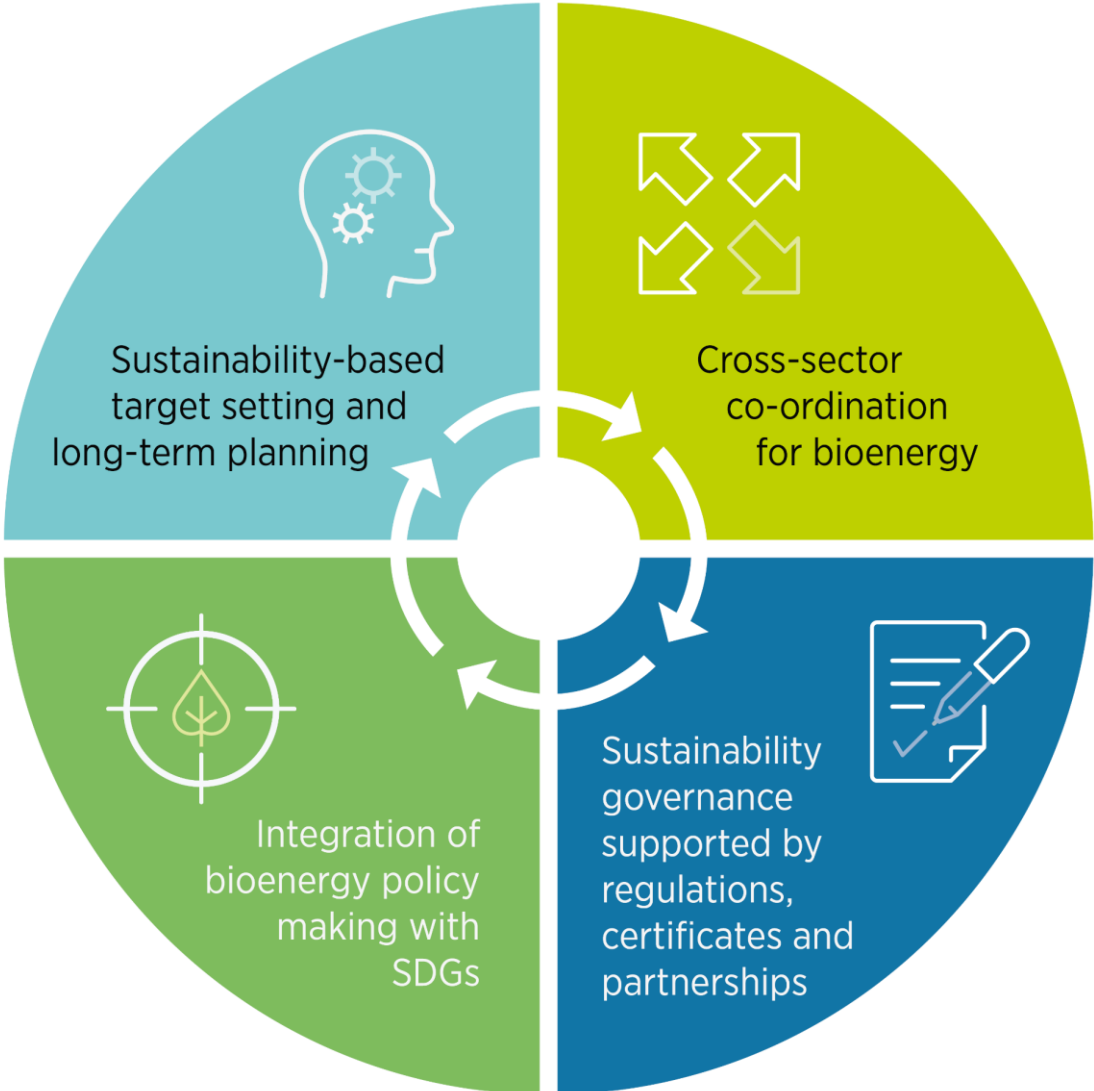 Sustainability-based
target setting and
long-term planning
Cross-sector
co-ordination
for bioenergy
Sustainability
governance
supported by
regulations,
certificates and
partnerships
Integration of
bioenergy policy
making with
SDGs